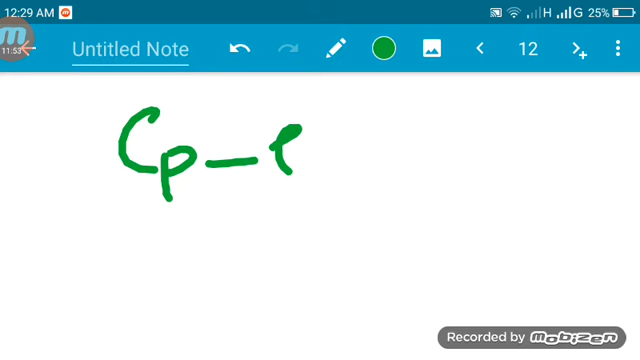 12:29 AM H G 25%
11:53
Untitled Note 12
Cp -
Recorded by mobizen